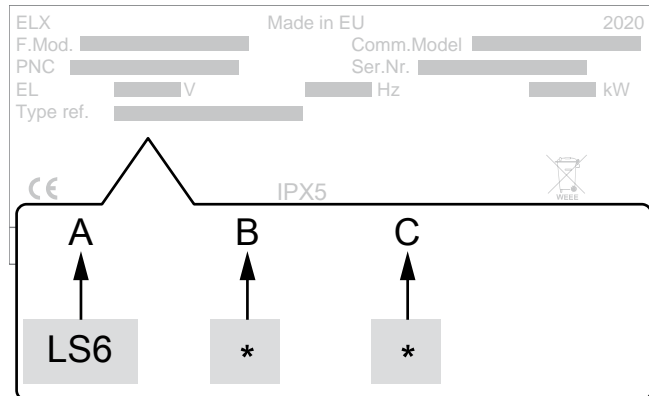 ELX Made in EU 2020
F.Mod. Comm.Model
PNC Ser.Nr.
EL V Hz kW
Type ref.
CE IPX5
WEEE
A B C
LS6 * *